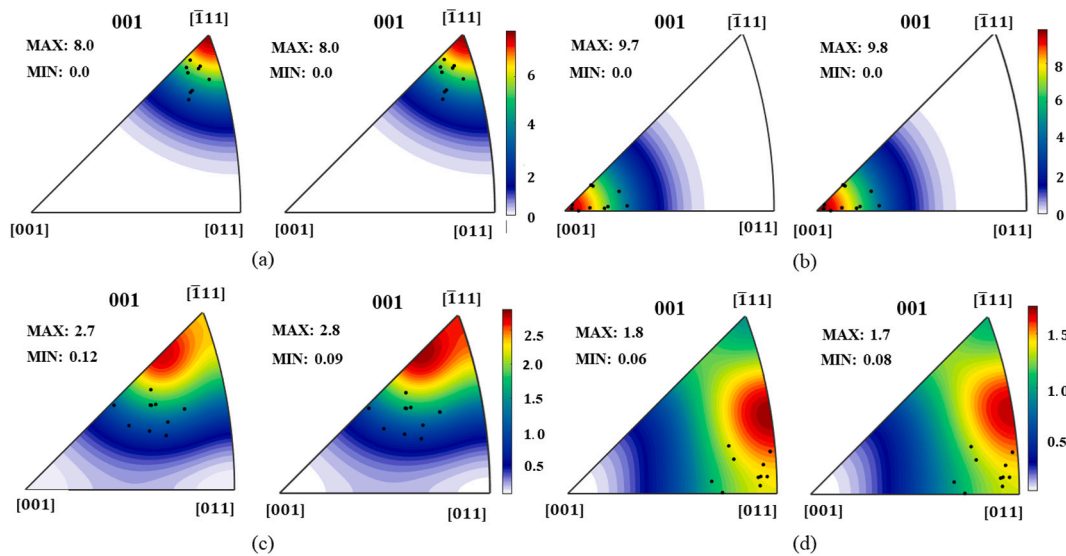 001 [1̅11] 001 [1̅11] 001 [1̅11] 001 [1̅11]
MAX: 8.0 MAX: 8.0 MAX: 9.7 MAX: 9.8
MIN: 0.0 MIN: 0.0 MIN: 0.0 MIN: 0.0
6 8
4 6
4
2 2
0 0
[001] [011] [001] [011] [001] [011] [001] [011]
(a) (b)
001 [1̅11] 001 [1̅11] 001 [1̅11] 001 [1̅11]
MAX: 2.7 MAX: 2.8 MAX: 1.8 MAX: 1.7
MIN: 0.12 MIN: 0.09 MIN: 0.06 MIN: 0.08
2.5 1.5
2.0
1.5 1.0
1.0
0.5 0.5
[001] [011] [001] [011] [001] [011] [001] [011]
(c) (d)